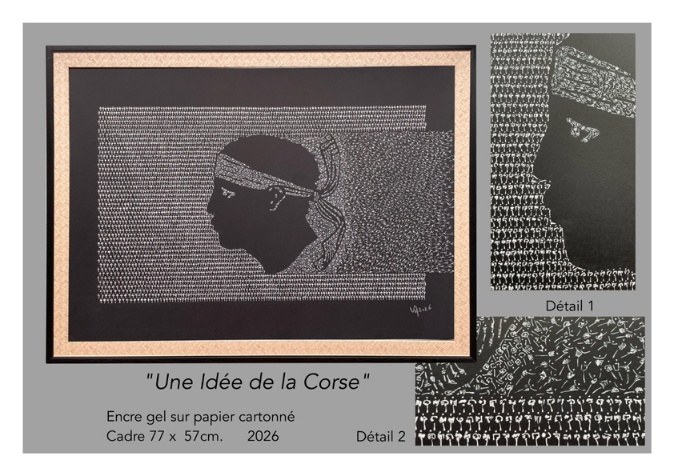 Détail 1
"Une Idée de la Corse"
Encre gel sur papier cartonné
Cadre 77 x 57cm. 2026
Détail 2